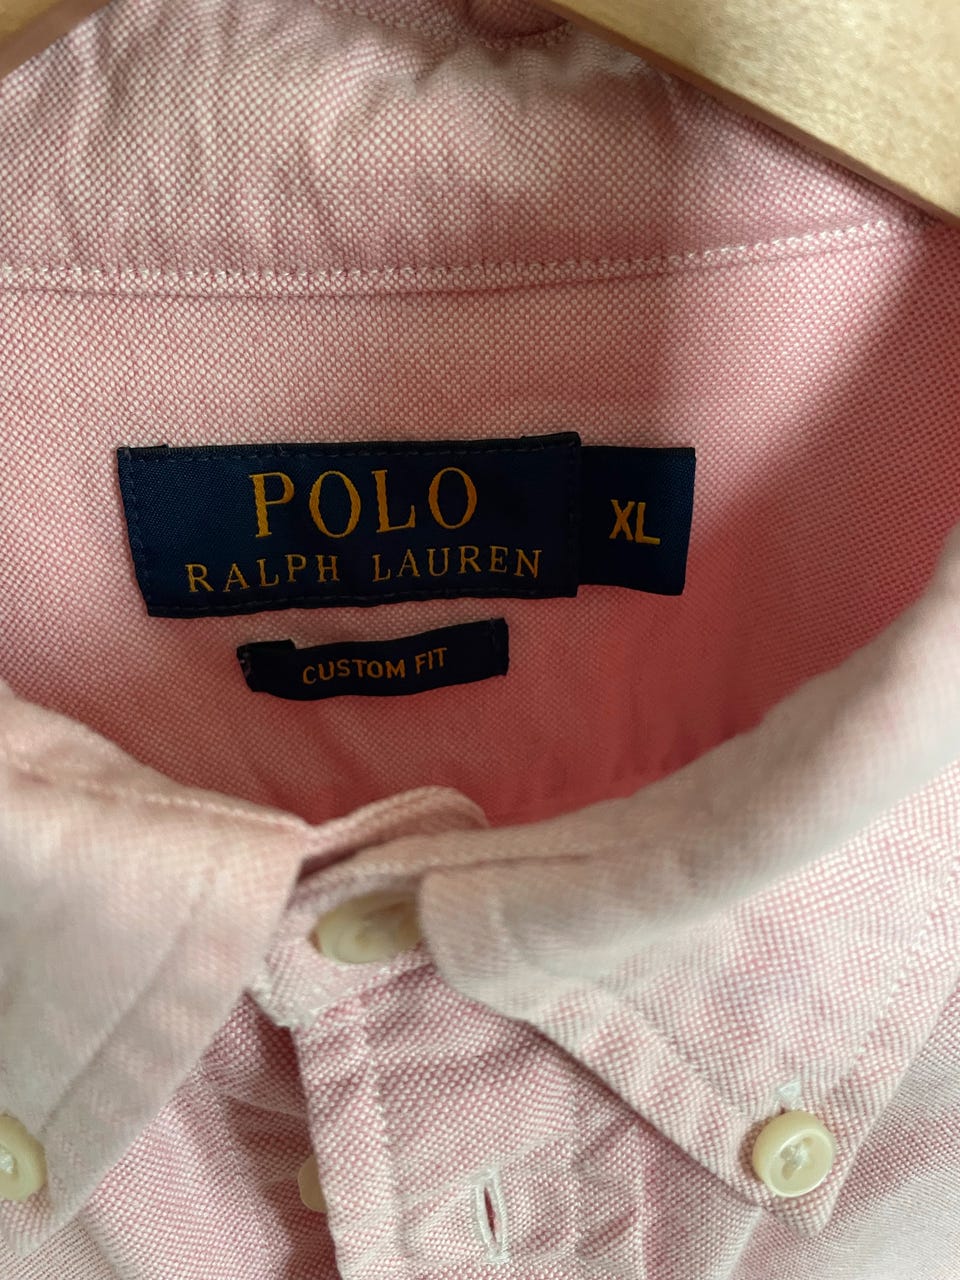 POLO
RALPH LAUREN
XL
CUSTOM FIT